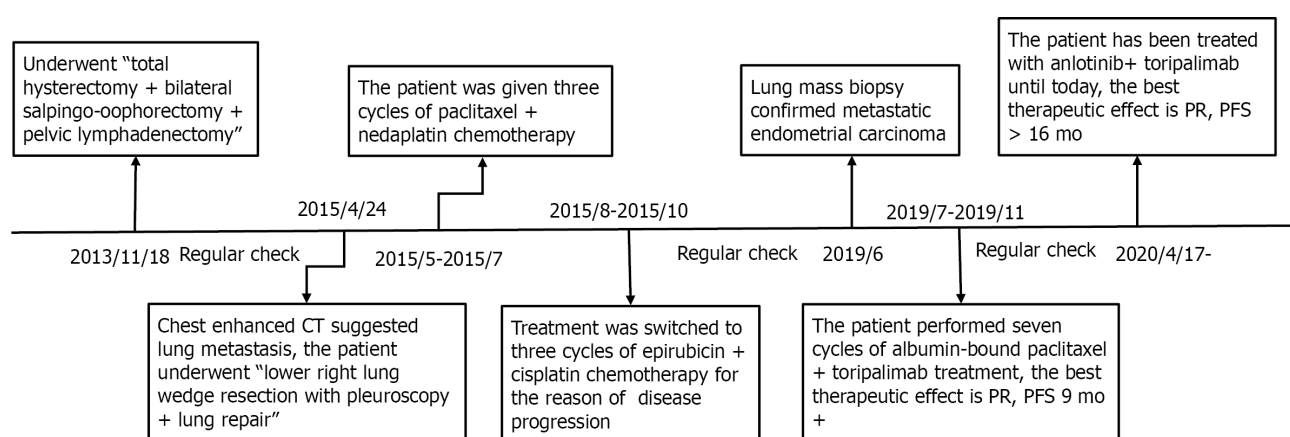 Underwent “total
hysterectomy + bilateral
salpingo-oophorectomy +
pelvic lymphadenectomy”
The patient was given three
cycles of paclitaxel +
nedaplatin chemotherapy
Lung mass biopsy
confirmed metastatic
endometrial carcinoma
The patient has been treated
with anlotinib+ toripalimab
until today, the best
therapeutic effect is PR, PFS
> 16 mo
2015/4/24
2015/8-2015/10
2019/7-2019/11
2013/11/18
Regular check
2015/5-2015/7
Regular check
2019/6
Regular check
2020/4/17-
Chest enhanced CT suggested
lung metastasis, the patient
underwent “lower right lung
wedge resection with pleuroscopy
+ lung repair”
Treatment was switched to
three cycles of epirubicin +
cisplatin chemotherapy for
the reason of disease
progression
The patient performed seven
cycles of albumin-bound paclitaxel
+ toripalimab treatment, the best
therapeutic effect is PR, PFS 9 mo
+